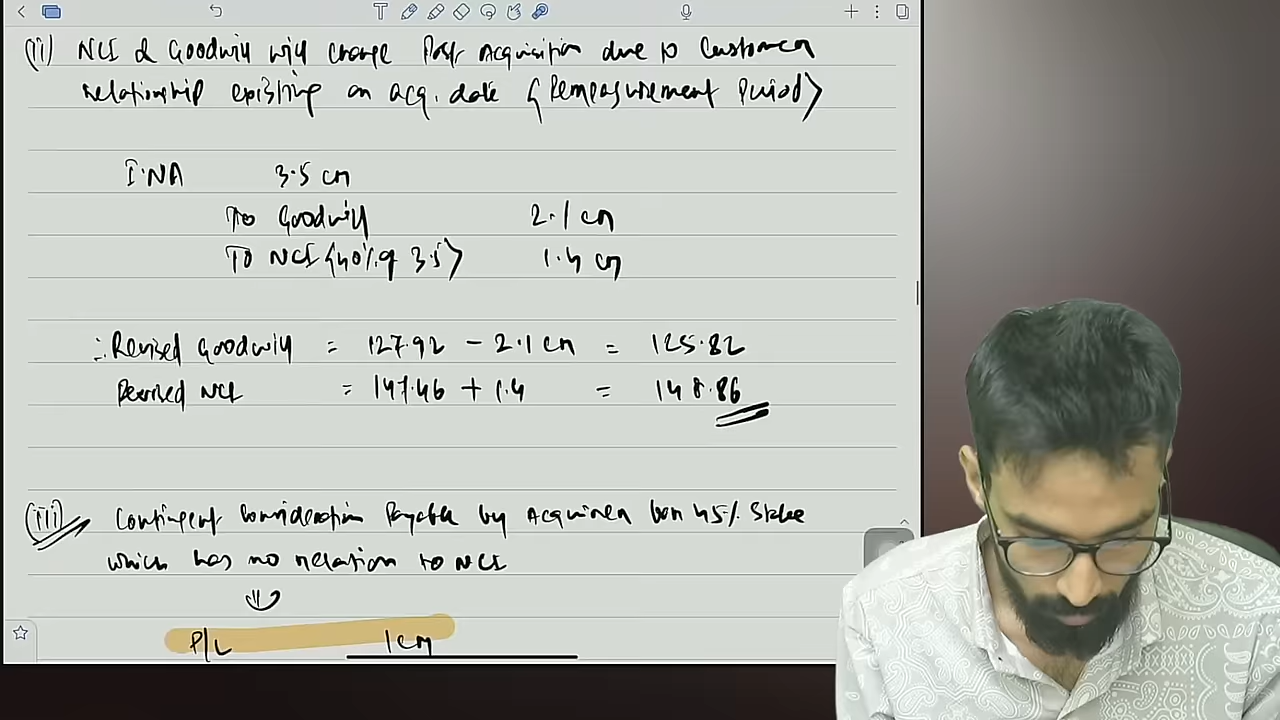 (ii) NCI & Goodwill will change Post Acquisition due to Customer
relationship existing on acq. date {Remeasurement Period}
I.NA 3.5 cr
To Goodwill 2.1 cr
To NCI {40% of 3.5} 1.4 cr
∴ Revised Goodwill = 127.92 - 2.1 cr = 125.82
Revised NCI = 147.46 + 1.4 = 148.86
(iii) Contingent Consideration Payable by Acquirer for 45% Stake
which has no relation to NCI
P/L 1 cr